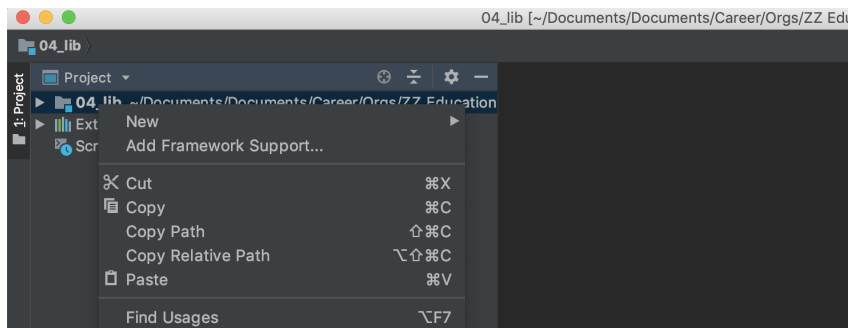 04_lib [~/Documents/Documents/Career/Orgs/ZZ Edu
04_lib
1: Project
Project
04_lib ~/Documents/Documents/Career/Orgs/ZZ Education
Ext
Scr
New
Add Framework Support...
Cut ⌘X
Copy ⌘C
Copy Path ⇧⌘C
Copy Relative Path ⌥⇧⌘C
Paste ⌘V
Find Usages ⌥F7